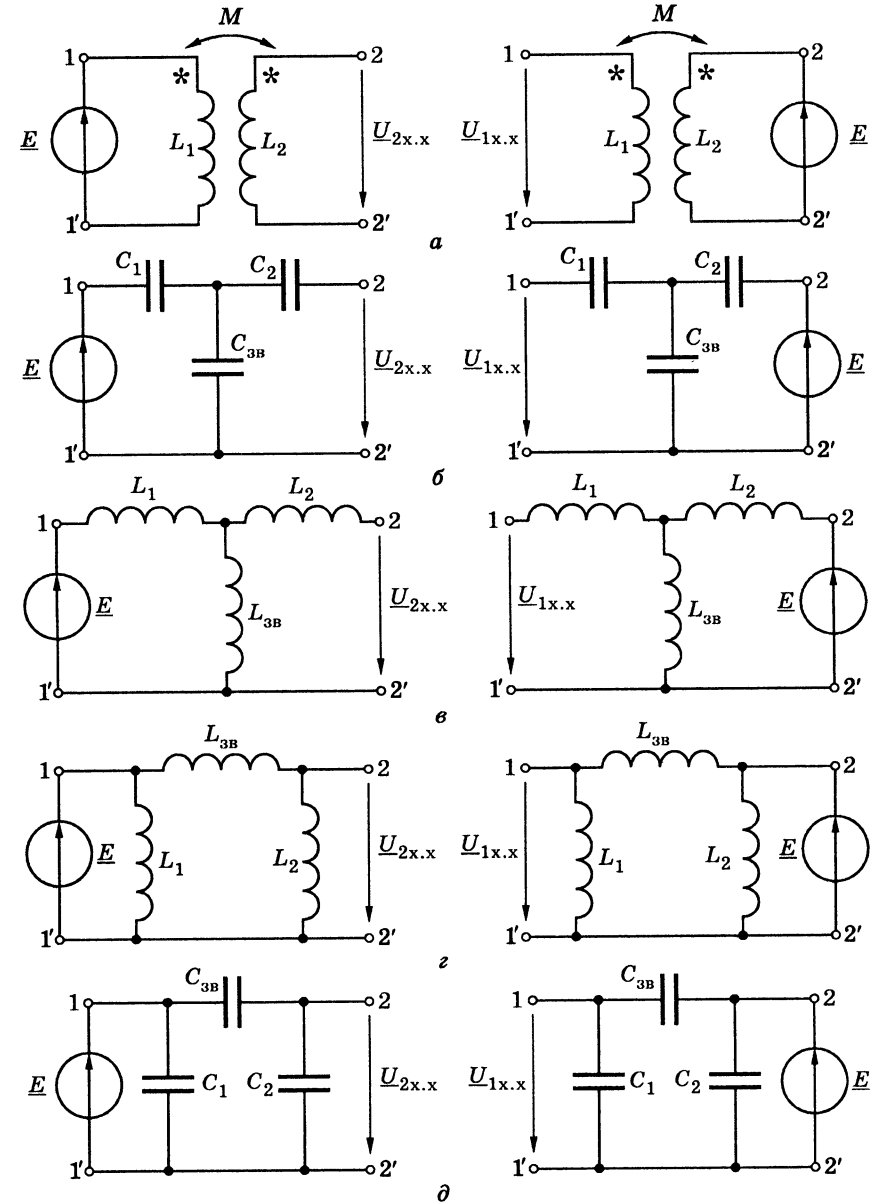 M M
1 * * 2 1 * * 2
E L₁ L₂ U₂х.х U₁х.х L₁ L₂ E
1' 2' 1' 2'
а
C₁ C₂ C₁ C₂
1 2 1 2
E Cзв U₂х.х U₁х.х Cзв E
1' 2' 1' 2'
б
L₁ L₂ L₁ L₂
1 2 1 2
E Lзв U₂х.х U₁х.х Lзв E
1' 2' 1' 2'
в
Lзв Lзв
1 2 1 2
E L₁ L₂ U₂х.х U₁х.х L₁ L₂ E
1' 2' 1' 2'
г
Cзв Cзв
1 2 1 2
E C₁ C₂ U₂х.х U₁х.х C₁ C₂ E
1' 2' 1' 2'
д